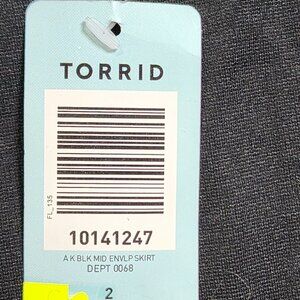 TORRID
FL_135
10141247
A K BLK MID ENVLP SKIRT
DEPT 0068
2